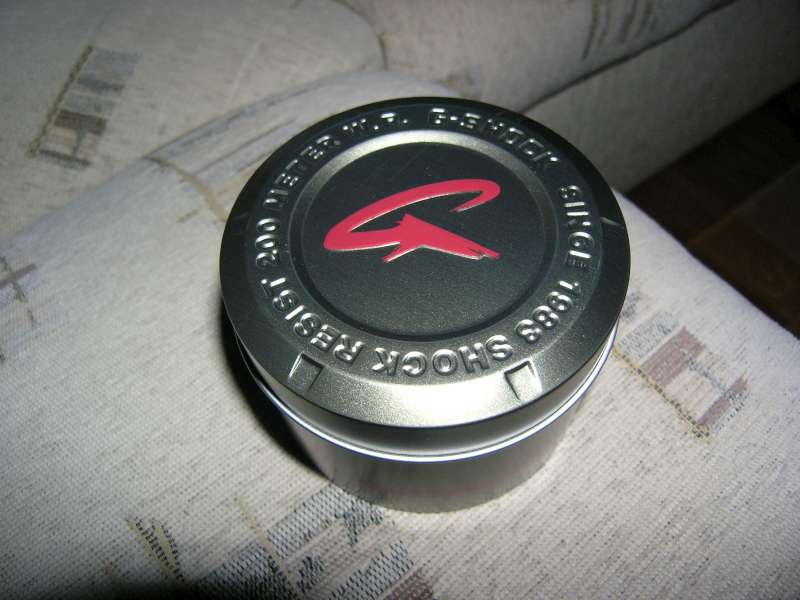 G-SHOCK SINCE 1983 SHOCK RESIST 200 METER W.R.
G